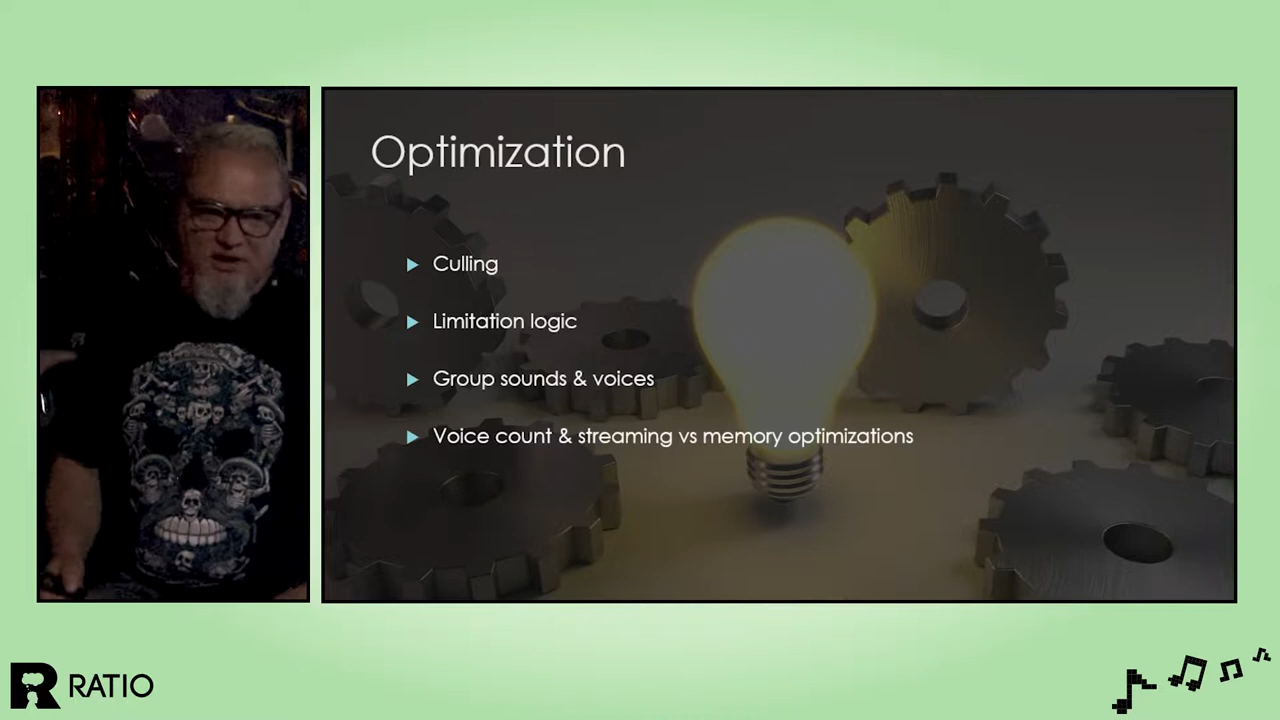 Optimization
Culling
Limitation logic
Group sounds & voices
Voice count & streaming vs memory optimizations
RATIO